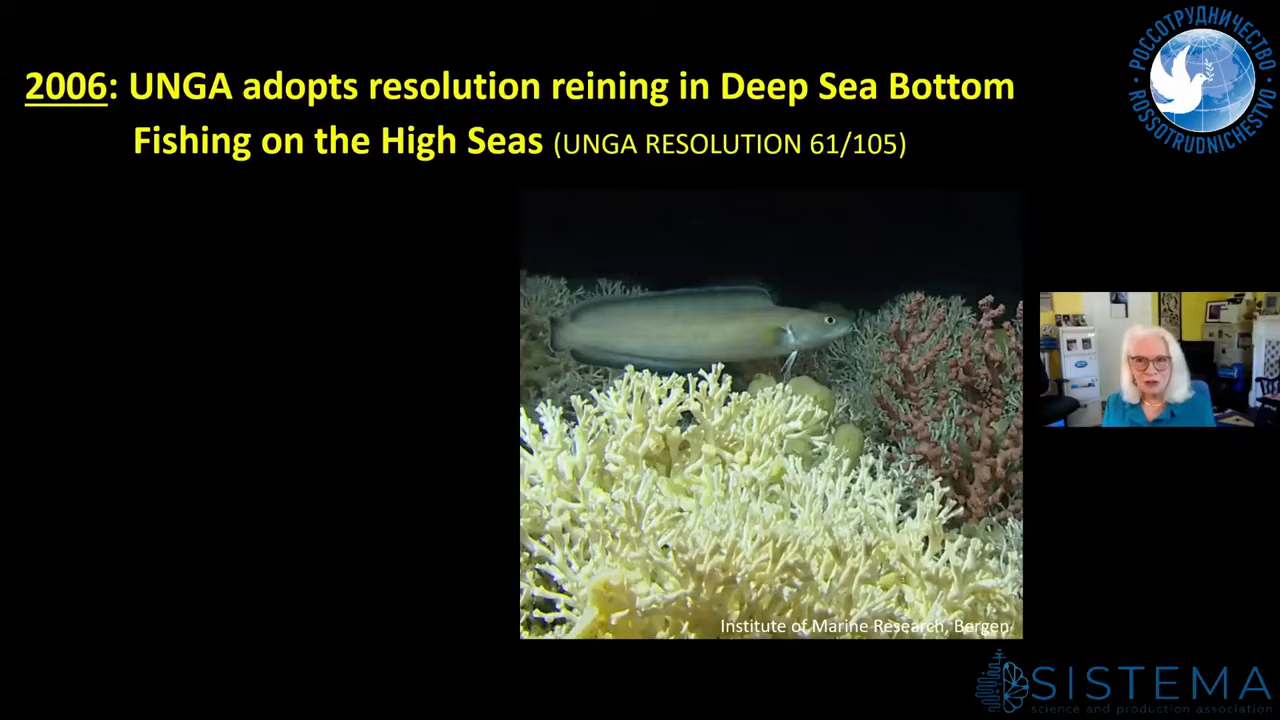 2006: UNGA adopts resolution reining in Deep Sea Bottom
Fishing on the High Seas (UNGA RESOLUTION 61/105)
РОССОТРУДНИЧЕСТВО
ROSSOTRUDNICHESTVO
Institute of Marine Research, Bergen
SISTEMA
science and production association